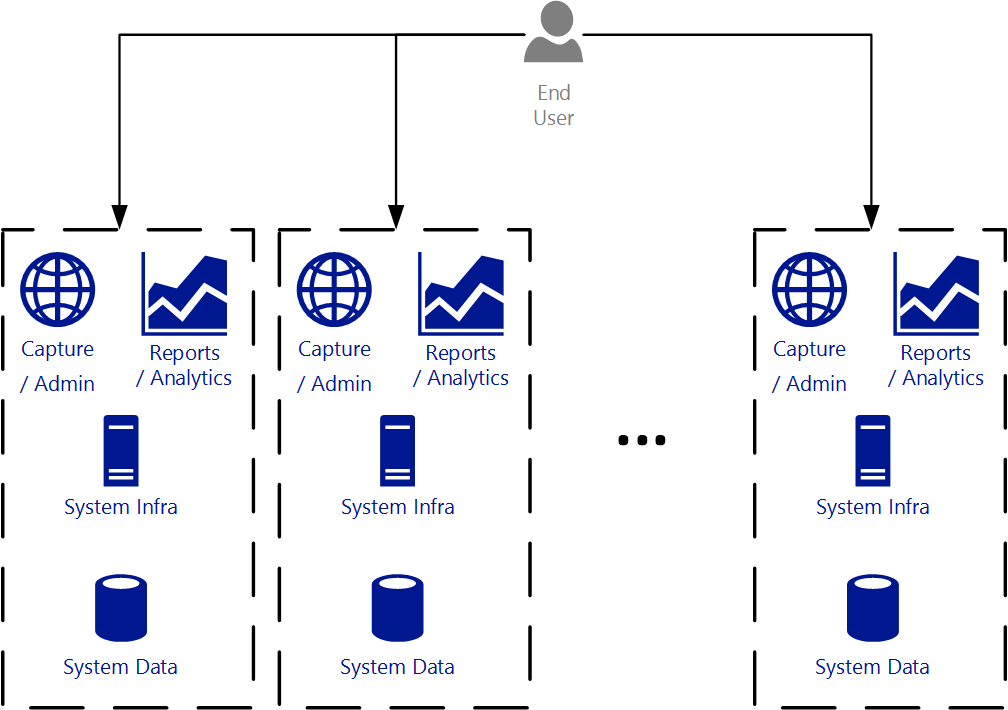 End
User
Capture
/ Admin
Reports
/ Analytics
System Infra
System Data
Capture
/ Admin
Reports
/ Analytics
System Infra
System Data
...
Capture
/ Admin
Reports
/ Analytics
System Infra
System Data